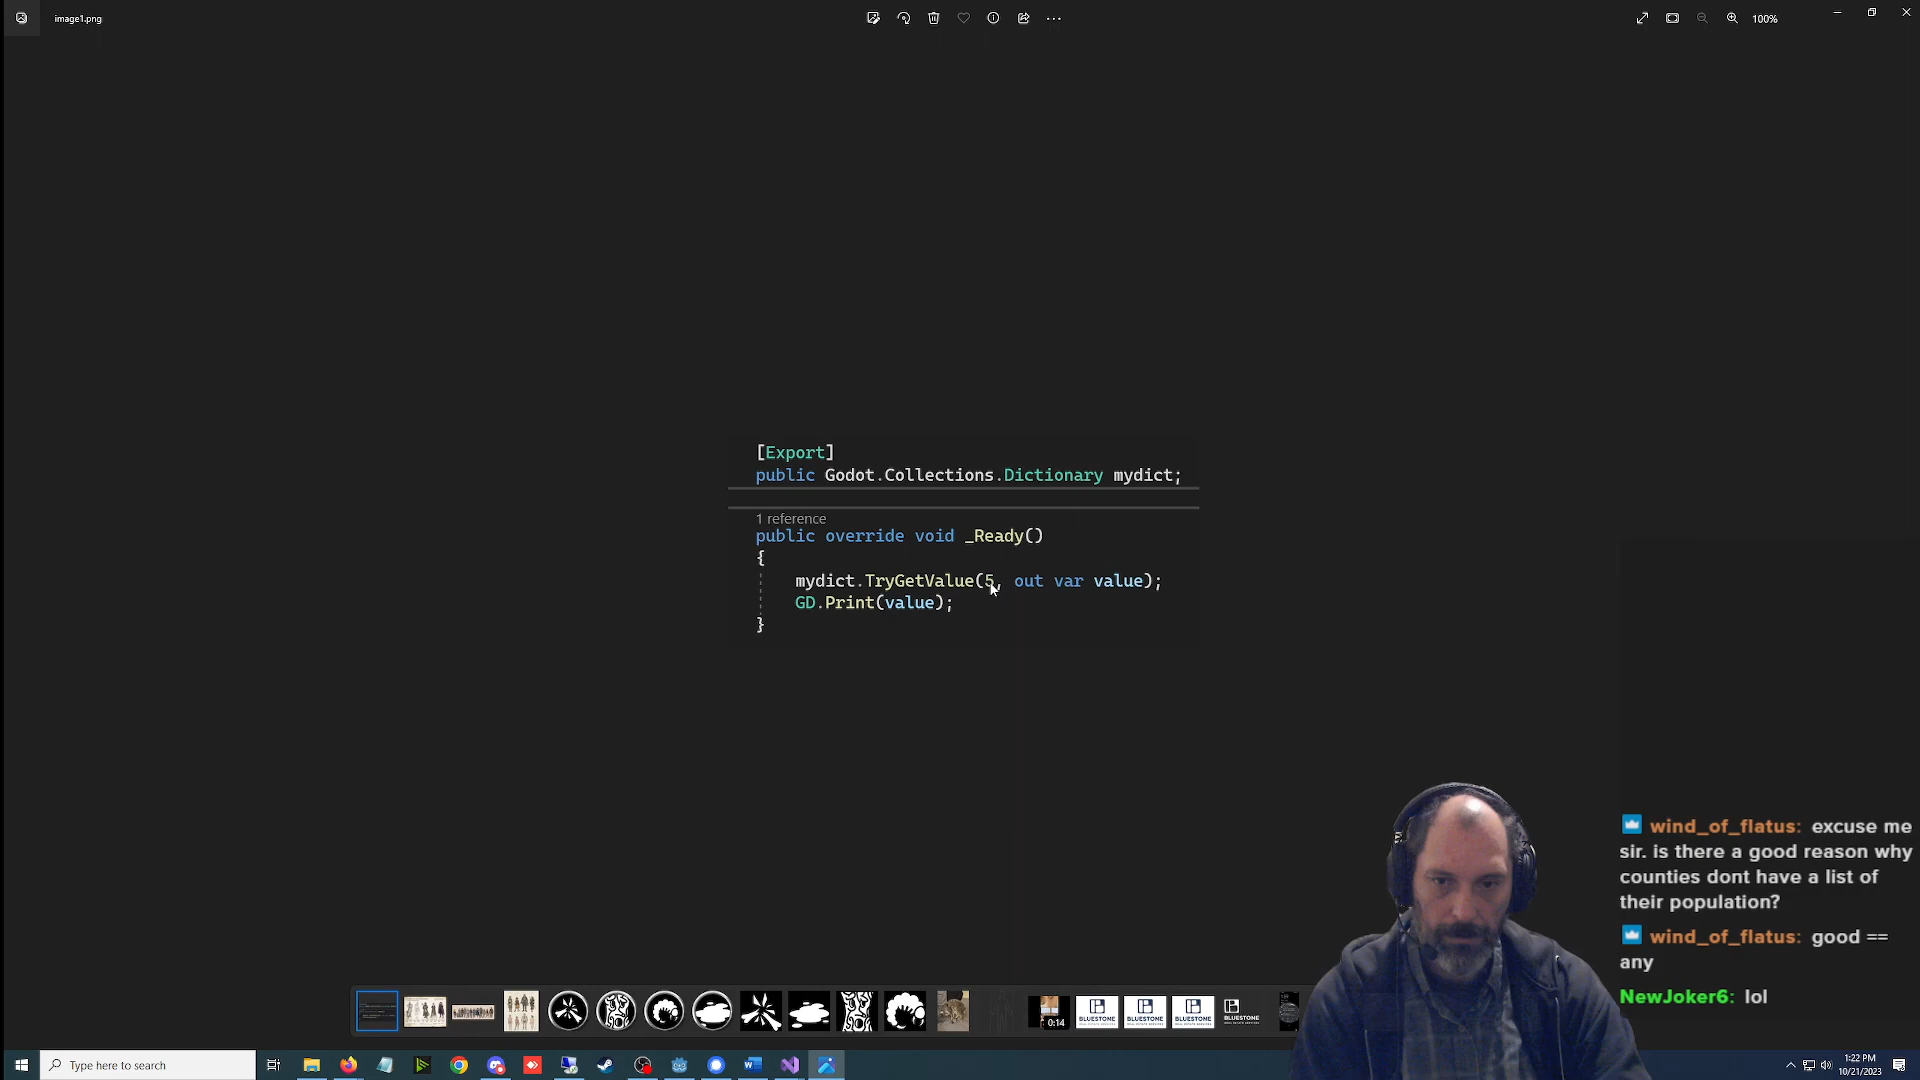 image1.png
100%
[Export]
public Godot.Collections.Dictionary mydict;
1 reference
public override void _Ready()
{
mydict.TryGetValue(5, out var value);
GD.Print(value);
}
wind_of_flatus: excuse me
sir. is there a good reason why
counties dont have a list of
their population?
wind_of_flatus: good ==
any
NewJoker6: lol
0:14
BLUESTONE
BLUESTONE
BLUESTONE
BLUESTONE
Type here to search
1:22 PM
10/21/2023